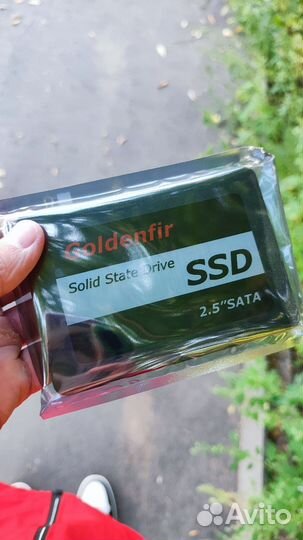 Goldenfir
Solid State Drive
SSD
2.5"SATA
Avito